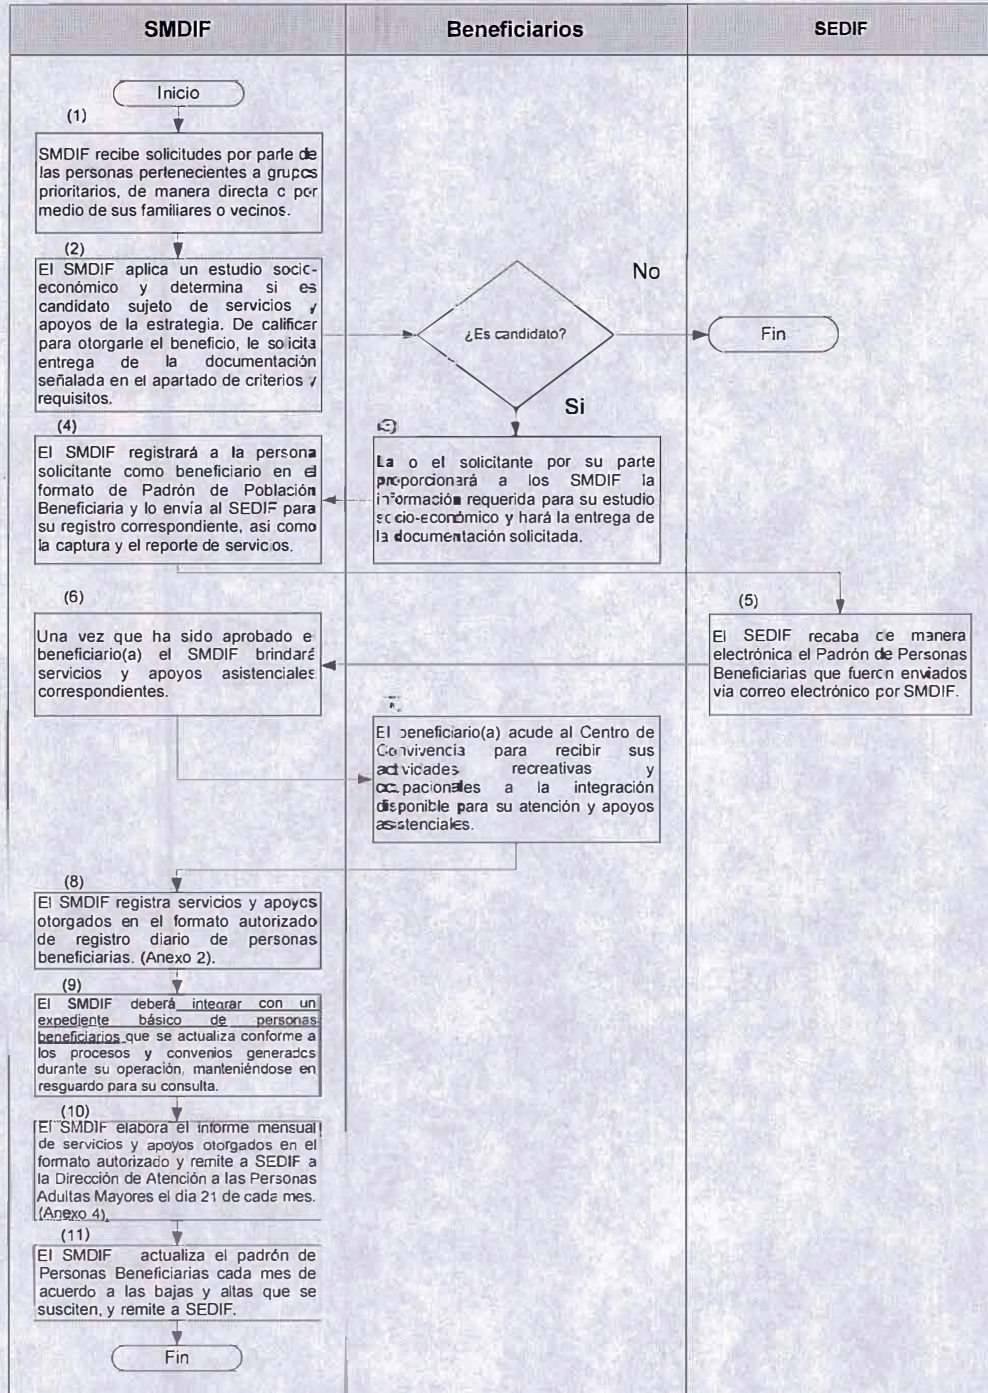 SMDIF
Beneficiarios
SEDIF
Inicio
(1)
SMDIF recibe solicitudes por parte de
las personas pertenecientes a grupos
prioritarios, de manera directa o por
medio de sus familiares o vecinos.
(2)
El SMDIF aplica un estudio socio-
económico y determina si es
candidato sujeto de servicios y
apoyos de la estrategia. De calificar
para otorgarle el beneficio, le solicita
entrega de la documentación
señalada en el apartado de criterios y
requisitos.
¿Es candidato?
No
Fin
Si
(3)
La o el solicitante por su parte
proporcionará a los SMDIF la
información requerida para su estudio
socio-económico y hará la entrega de
la documentación solicitada.
(4)
El SMDIF registrará a la persona
solicitante como beneficiario en el
formato de Padrón de Población
Beneficiaria y lo envía al SEDIF para
su registro correspondiente, asi como
la captura y el reporte de servicios.
(5)
El SEDIF recaba de manera
electrónica el Padrón de Personas
Beneficiarias que fueron enviados
vía correo electrónico por SMDIF.
(6)
Una vez que ha sido aprobado e
beneficiario(a) el SMDIF brindará
servicios y apoyos asistenciales
correspondientes.
El beneficiario(a) acude al Centro de
Convivencia para recibir sus
actividades recreativas y
ocupacionales a la integración
disponible para su atención y apoyos
asistenciales.
(8)
El SMDIF registra servicios y apoyos
otorgados en el formato autorizado
de registro diario de personas
beneficiarias. (Anexo 2).
(9)
El SMDIF deberá integrar con un
expediente básico de personas
beneficiarios que se actualiza conforme a
los procesos y convenios generados
durante su operación, manteniéndose en
resguardo para su consulta.
(10)
El SMDIF elabora el informe mensual
de servicios y apoyos otorgados en el
formato autorizado y remite a SEDIF a
la Dirección de Atención a las Personas
Adultas Mayores el dia 21 de cada mes.
(Anexo 4).
(11)
El SMDIF actualiza el padrón de
Personas Beneficiarias cada mes de
acuerdo a las bajas y altas que se
susciten, y remite a SEDIF.
Fin